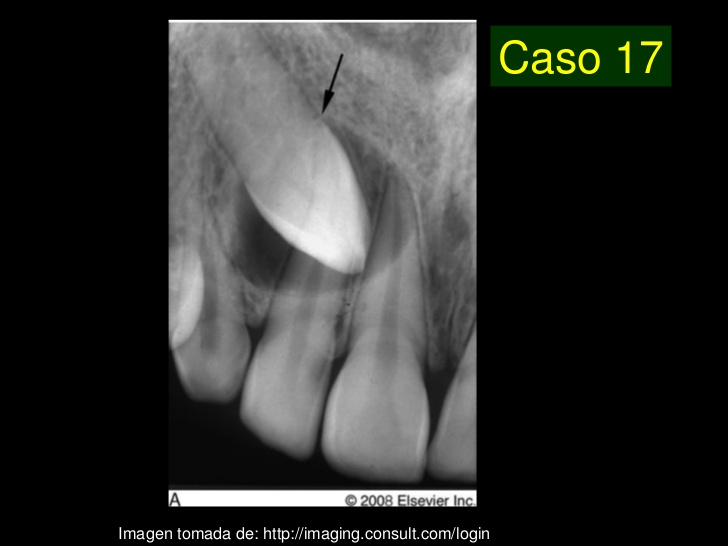 Caso 17
A
© 2008 Elsevier Inc.
Imagen tomada de: http://imaging.consult.com/login